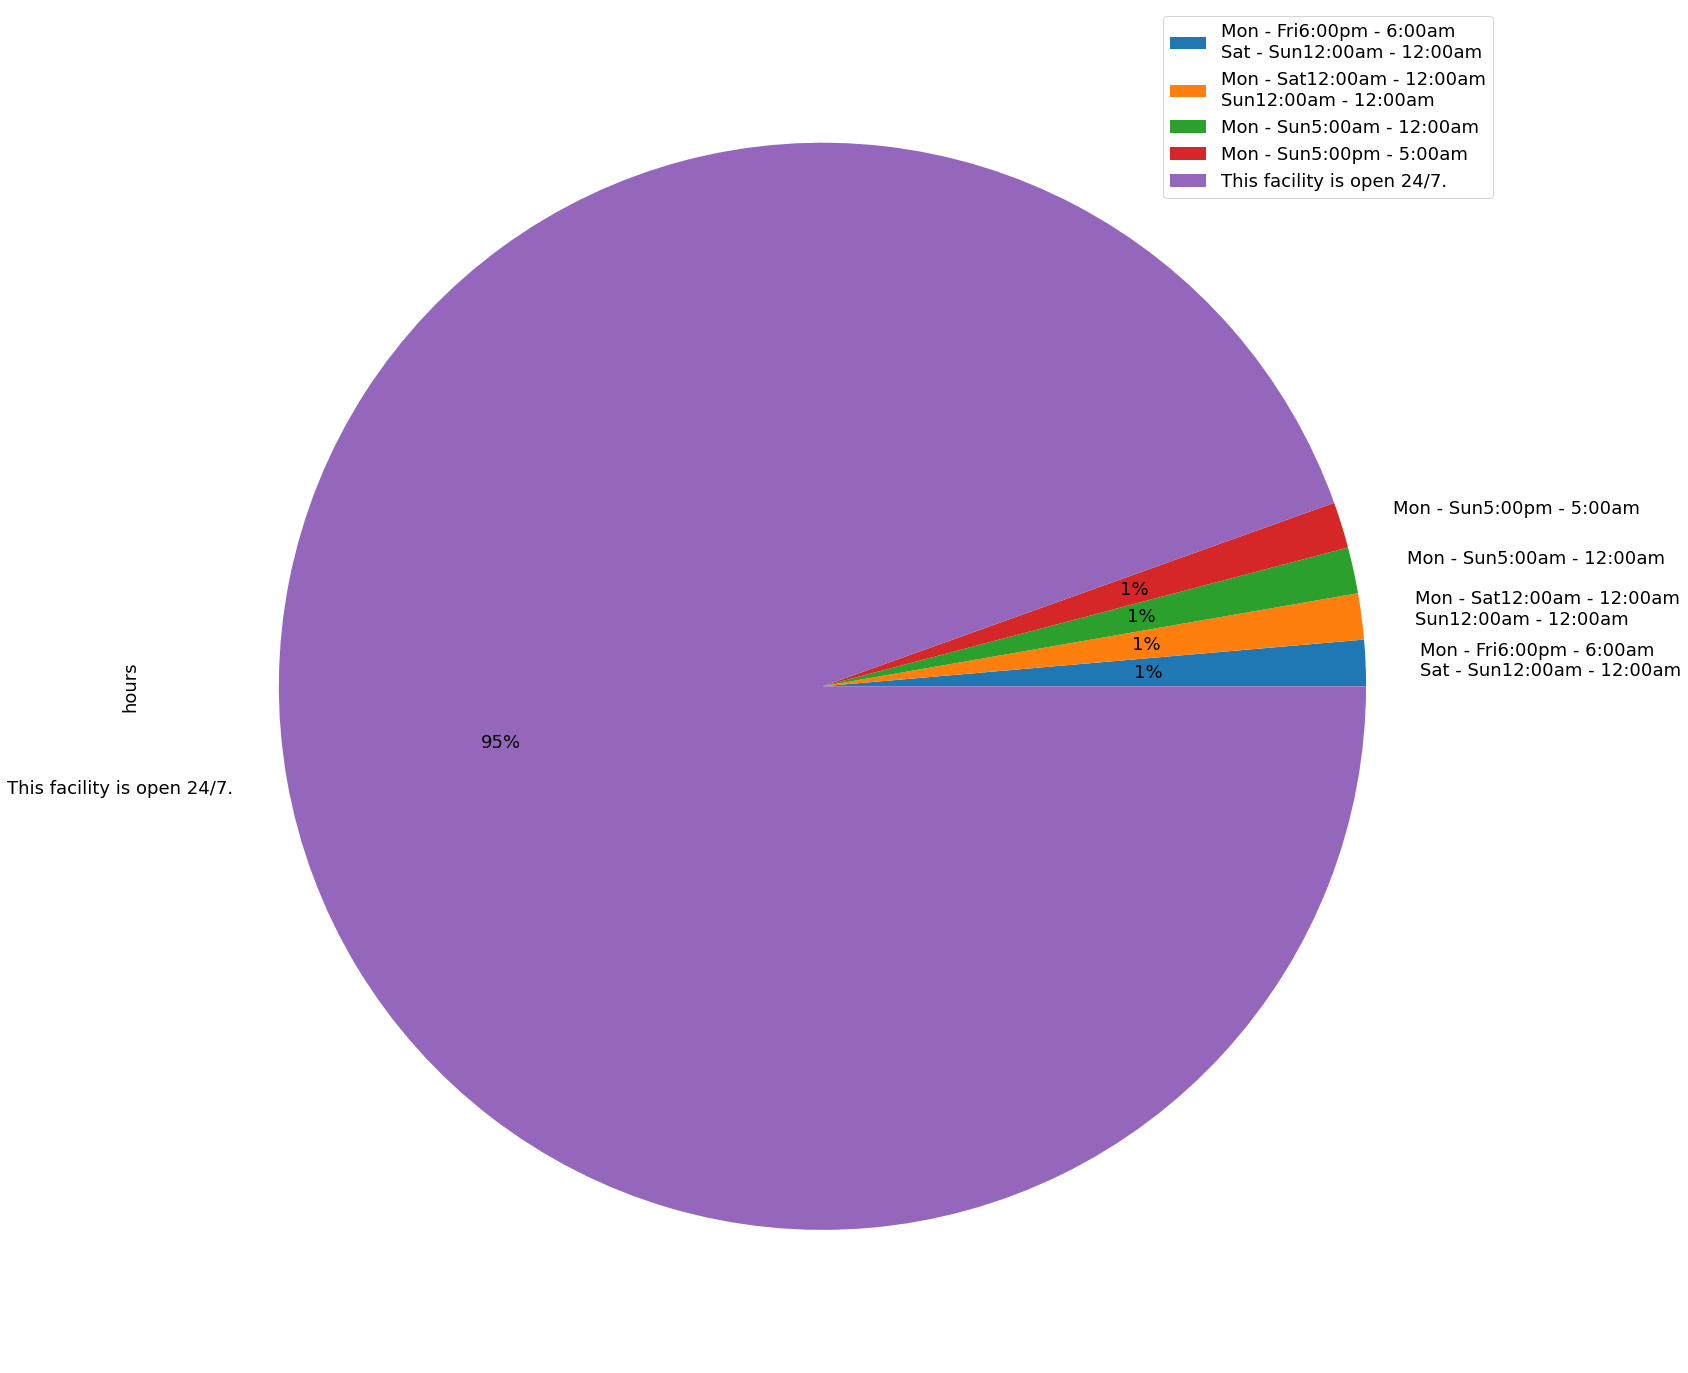 Mon - Fri6:00pm - 6:00am
Sat - Sun12:00am - 12:00am
Mon - Sat12:00am - 12:00am
Sun12:00am - 12:00am
Mon - Sun5:00am - 12:00am
Mon - Sun5:00pm - 5:00am
This facility is open 24/7.
Mon - Sun5:00pm - 5:00am
Mon - Sun5:00am - 12:00am
Mon - Sat12:00am - 12:00am
Sun12:00am - 12:00am
Mon - Fri6:00pm - 6:00am
Sat - Sun12:00am - 12:00am
1%
1%
1%
1%
hours
95%
This facility is open 24/7.